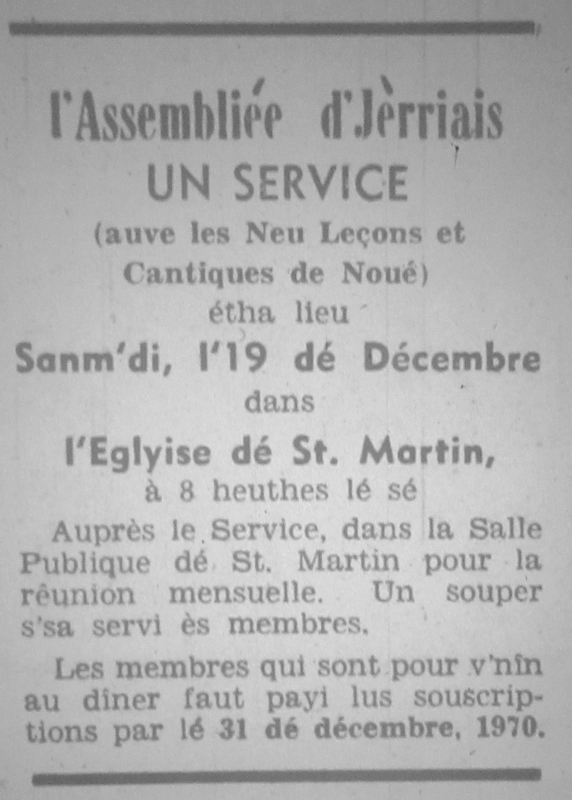 l'Assembliée d'Jèrriais
UN SERVICE
(auve les Neu Leçons et
Cantiques de Noué)
étha lieu
Sanm'di, l'19 dé Décembre
dans
l'Eglyise dé St. Martin,
à 8 heuthes lé sé
Auprès le Service, dans la Salle
Publique dé St. Martin pour la
rêunion mensuelle. Un souper
s'sa servi ès membres.
Les membres qui sont pour v'nîn
au dîner faut payi lus souscrip-
tions par lé 31 dé décembre, 1970.